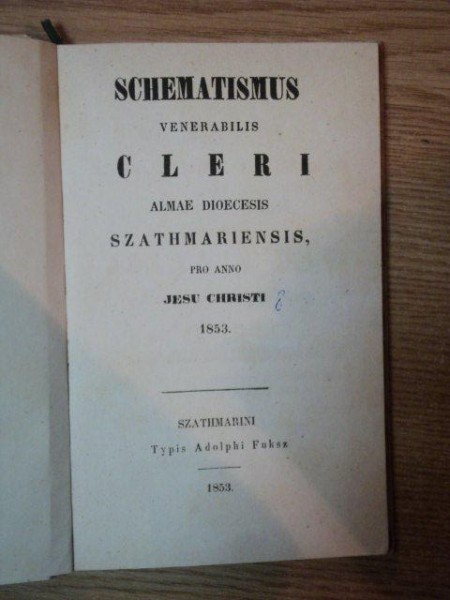 SCHEMATISMUS
VENERABILIS
CLERI
ALMAE DIOECESIS
SZATHMARIENSIS,
PRO ANNO
JESU CHRISTI
1853.
SZATHMARINI
Typis Adolphi Fuksz
1853.